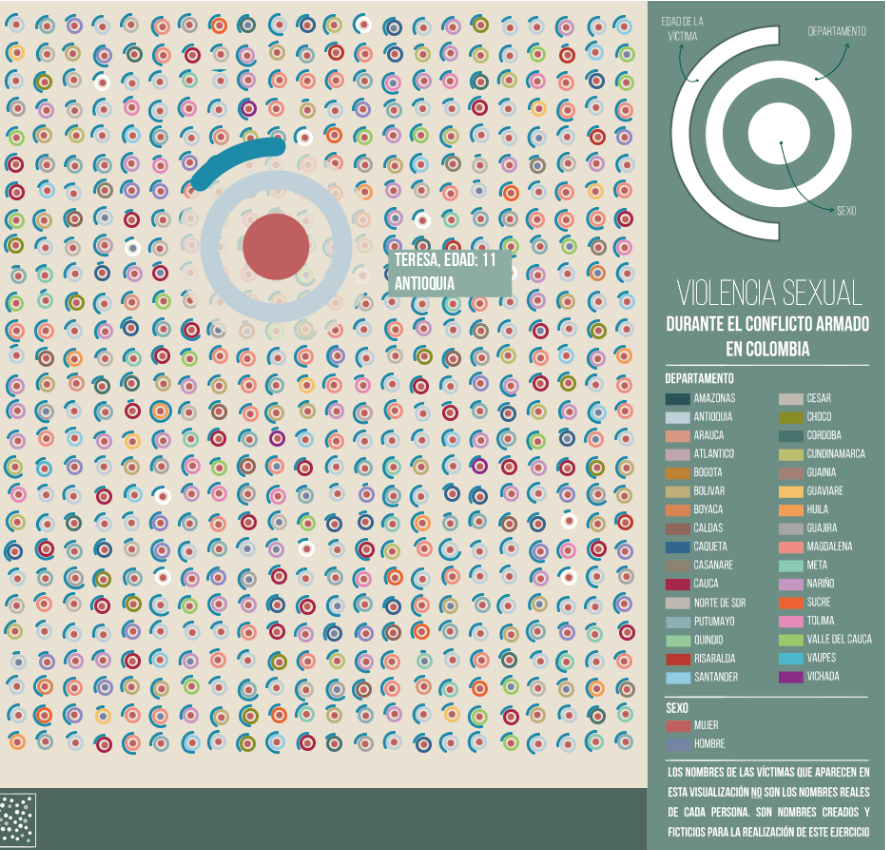 EDAD DE LA
VÍCTIMA
DEPARTAMENTO
SEXO
TERESA, EDAD: 11
ANTIOQUIA
VIOLENCIA SEXUAL
DURANTE EL CONFLICTO ARMADO
EN COLOMBIA
DEPARTAMENTO
AMAZONAS
ANTIOQUIA
ARAUCA
ATLANTICO
BOGOTA
BOLIVAR
BOYACA
CALDAS
CAQUETA
CASANARE
CAUCA
NORTE DE SDR
PUTUMAYO
QUINDIO
RISARALDA
SANTANDER
CESAR
CHOCO
CORDOBA
CUNDINAMARCA
GUAINIA
GUAVIARE
HUILA
GUAJIRA
MAGDALENA
META
NARIÑO
SUCRE
TOLIMA
VALLE DEL CAUCA
VAUPES
VICHADA
SEXO
MUJER
HOMBRE
LOS NOMBRES DE LAS VÍCTIMAS QUE APARECEN EN
ESTA VISUALIZACIÓN NO SON LOS NOMBRES REALES
DE CADA PERSONA. SON NOMBRES CREADOS Y
FICTICIOS PARA LA REALIZACIÓN DE ESTE EJERCICIO